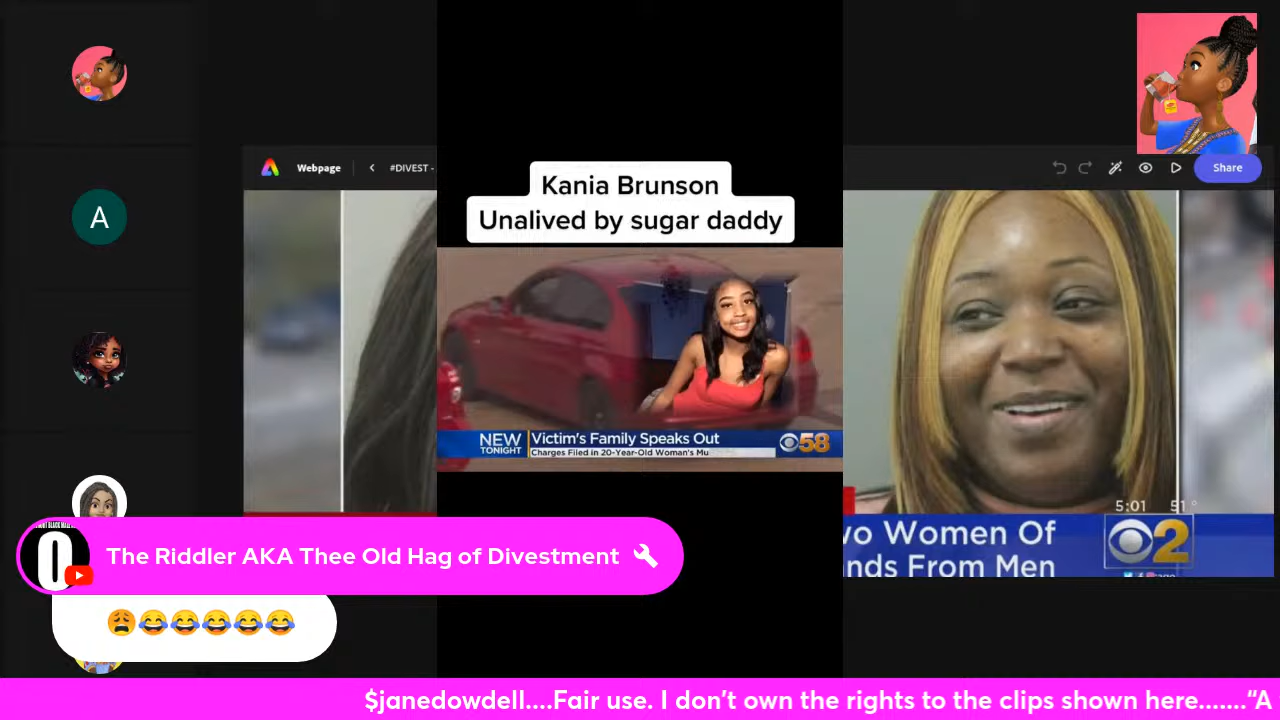 Webpage
#DIVEST -
Share
Kania Brunson
Unalived by sugar daddy
NEW
TONIGHT
Victim's Family Speaks Out
Charges Filed in 20-Year-Old Woman's Mu
58
A
5:01 51°
2
wo Women Of
nds From Men
The Riddler AKA Thee Old Hag of Divestment
😩😂😂😂😂😂
$janedowdell....Fair use. I don't own the rights to the clips shown here.......“A